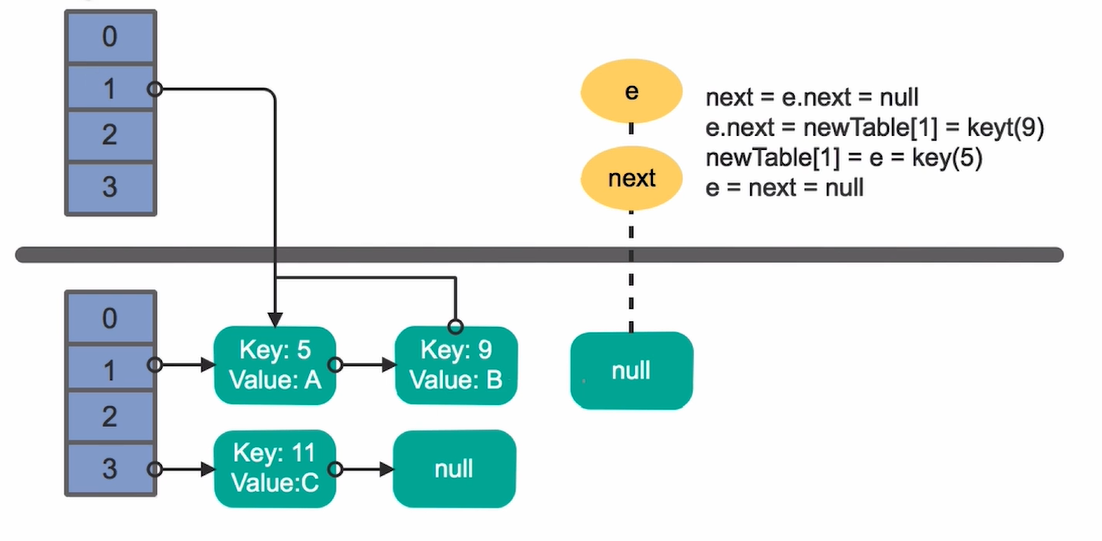 0
1
2
3
e
next
next = e.next = null
e.next = newTable[1] = keyt(9)
newTable[1] = e = key(5)
e = next = null
0
1
2
3
Key: 5
Value: A
Key: 9
Value: B
null
Key: 11
Value:C
null